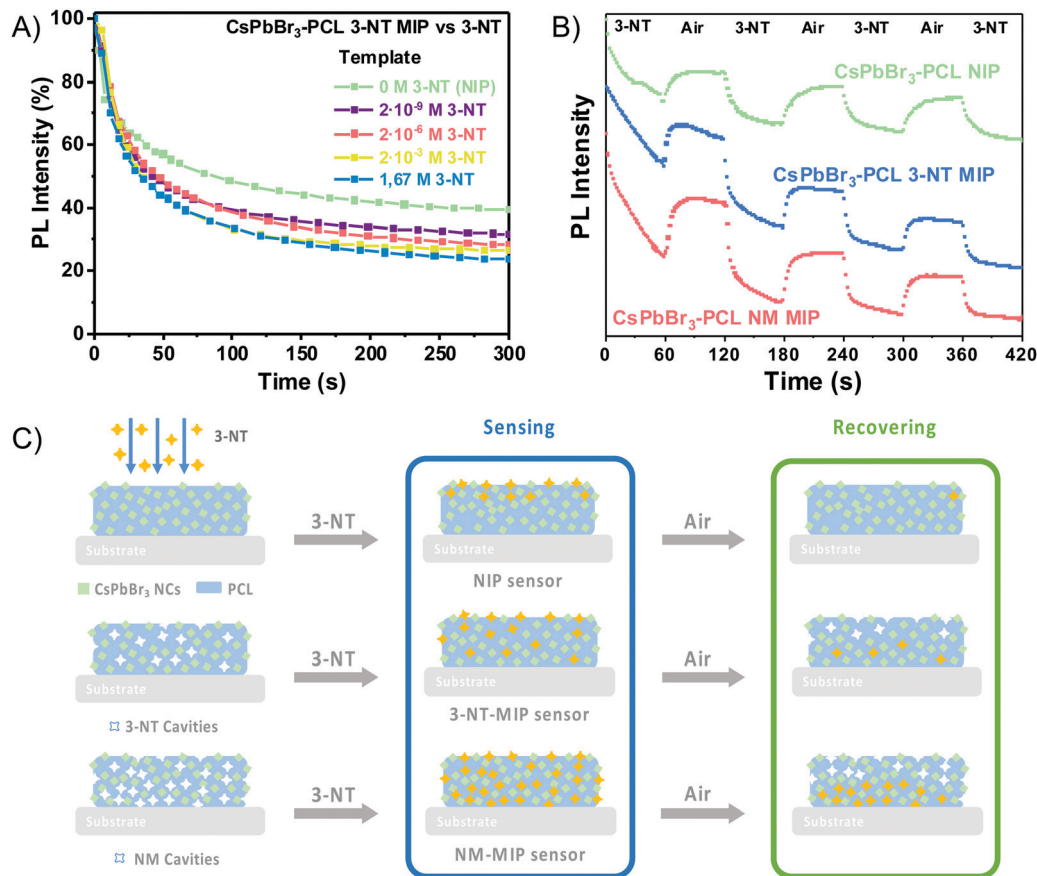 A)
CsPbBr₃-PCL 3-NT MIP vs 3-NT
Template
0 M 3-NT (NIP)
2·10⁻⁹ M 3-NT
2·10⁻⁶ M 3-NT
2·10⁻³ M 3-NT
1,67 M 3-NT
PL Intensity (%)
100
80
60
40
20
0
0 50 100 150 200 250 300
Time (s)
B)
3-NT Air 3-NT Air 3-NT Air 3-NT
CsPbBr₃-PCL NIP
CsPbBr₃-PCL 3-NT MIP
CsPbBr₃-PCL NM MIP
PL Intensity
0 60 120 180 240 300 360 420
Time (s)
C)
3-NT
Sensing
Recovering
Substrate
3-NT
Substrate
Air
Substrate
CsPbBr₃ NCs PCL
NIP sensor
Substrate
3-NT
Substrate
Air
Substrate
3-NT Cavities
3-NT-MIP sensor
Substrate
3-NT
Substrate
Air
Substrate
NM Cavities
NM-MIP sensor